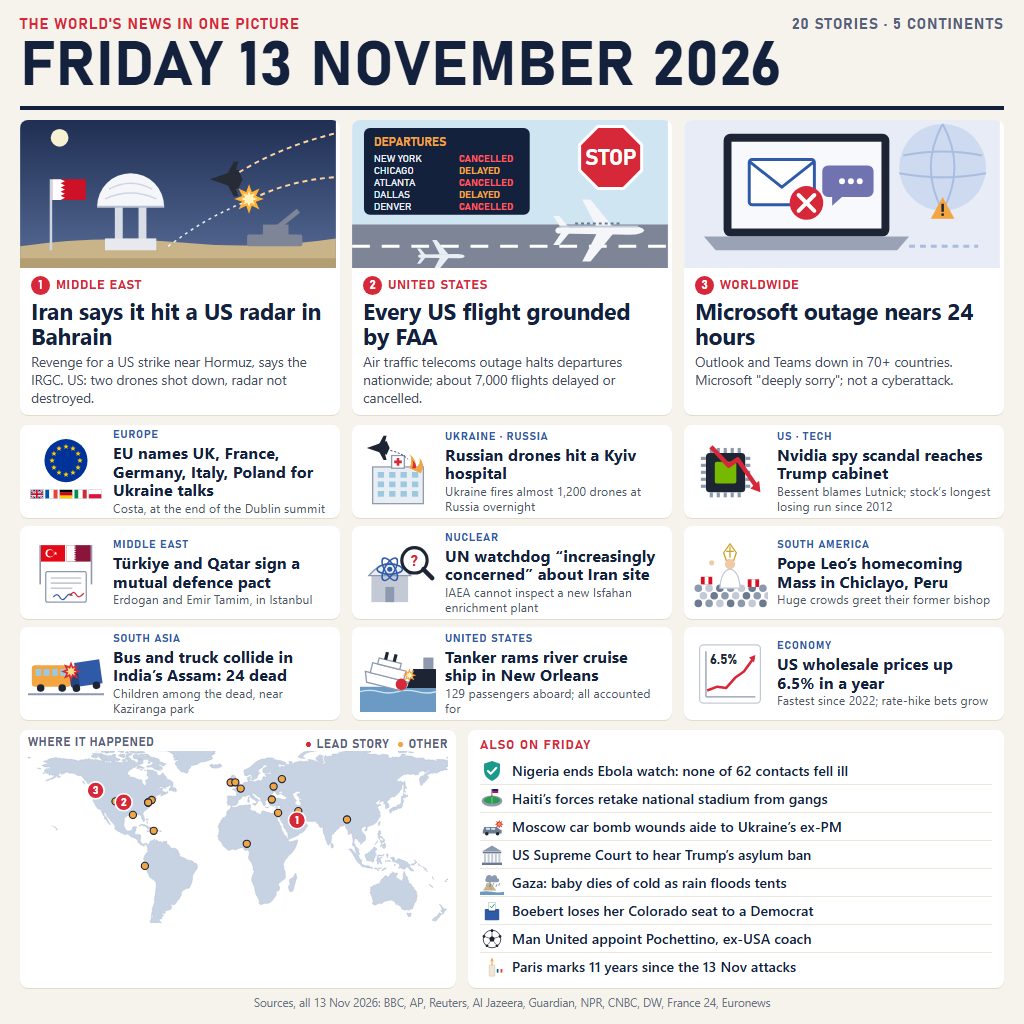 THE WORLD'S NEWS IN ONE PICTURE
20 STORIES · 5 CONTINENTS
FRIDAY 13 NOVEMBER 2026
DEPARTURES
NEW YORK CANCELLED
CHICAGO DELAYED
ATLANTA CANCELLED
DALLAS DELAYED
DENVER CANCELLED
STOP
!
1 MIDDLE EAST
Iran says it hit a US radar in
Bahrain
Revenge for a US strike near Hormuz, says the
IRGC. US: two drones shot down, radar not
destroyed.
2 UNITED STATES
Every US flight grounded
by FAA
Air traffic telecoms outage halts departures
nationwide; about 7,000 flights delayed or
cancelled.
3 WORLDWIDE
Microsoft outage nears 24
hours
Outlook and Teams down in 70+ countries.
Microsoft "deeply sorry"; not a cyberattack.
EUROPE
EU names UK, France,
Germany, Italy, Poland for
Ukraine talks
Costa, at the end of the Dublin summit
UKRAINE · RUSSIA
Russian drones hit a Kyiv
hospital
Ukraine fires almost 1,200 drones at
Russia overnight
US · TECH
Nvidia spy scandal reaches
Trump cabinet
Bessent blames Lutnick; stock's longest
losing run since 2012
MIDDLE EAST
Türkiye and Qatar sign a
mutual defence pact
Erdogan and Emir Tamim, in Istanbul
?
NUCLEAR
UN watchdog “increasingly
concerned” about Iran site
IAEA cannot inspect a new Isfahan
enrichment plant
SOUTH AMERICA
Pope Leo’s homecoming
Mass in Chiclayo, Peru
Huge crowds greet their former bishop
SOUTH ASIA
Bus and truck collide in
India’s Assam: 24 dead
Children among the dead, near
Kaziranga park
UNITED STATES
Tanker rams river cruise
ship in New Orleans
129 passengers aboard; all accounted
for
6.5%
ECONOMY
US wholesale prices up
6.5% in a year
Fastest since 2022; rate-hike bets grow
WHERE IT HAPPENED
LEAD STORY
OTHER
3
2
1
ALSO ON FRIDAY
Nigeria ends Ebola watch: none of 62 contacts fell ill
Haiti’s forces retake national stadium from gangs
Moscow car bomb wounds aide to Ukraine’s ex-PM
US Supreme Court to hear Trump’s asylum ban
Gaza: baby dies of cold as rain floods tents
Boebert loses her Colorado seat to a Democrat
Man United appoint Pochettino, ex-USA coach
Paris marks 11 years since the 13 Nov attacks
Sources, all 13 Nov 2026: BBC, AP, Reuters, Al Jazeera, Guardian, NPR, CNBC, DW, France 24, Euronews